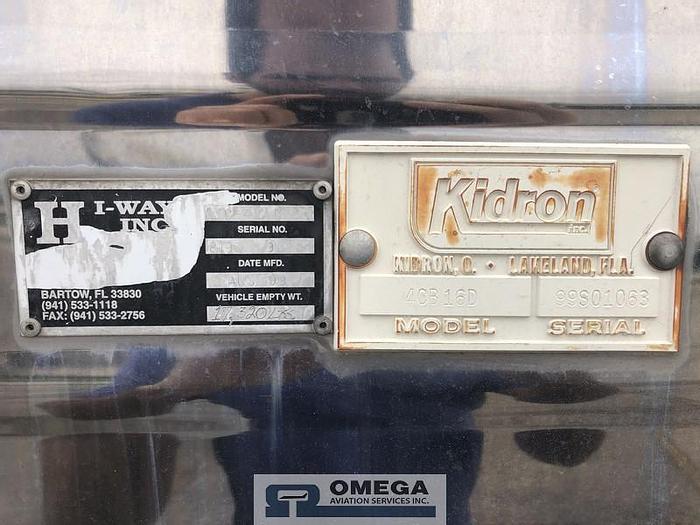 HI-WAY
INC
MODEL NO.
SERIAL NO.
DATE MFD.
VEHICLE EMPTY WT.
BARTOW, FL 33830
(941) 533-1118
FAX: (941) 533-2756
Kidron
inc.
KIDRON, O. • LAKELAND, FLA.
4CB16D 99S01063
MODEL SERIAL
OMEGA
AVIATION SERVICES INC.